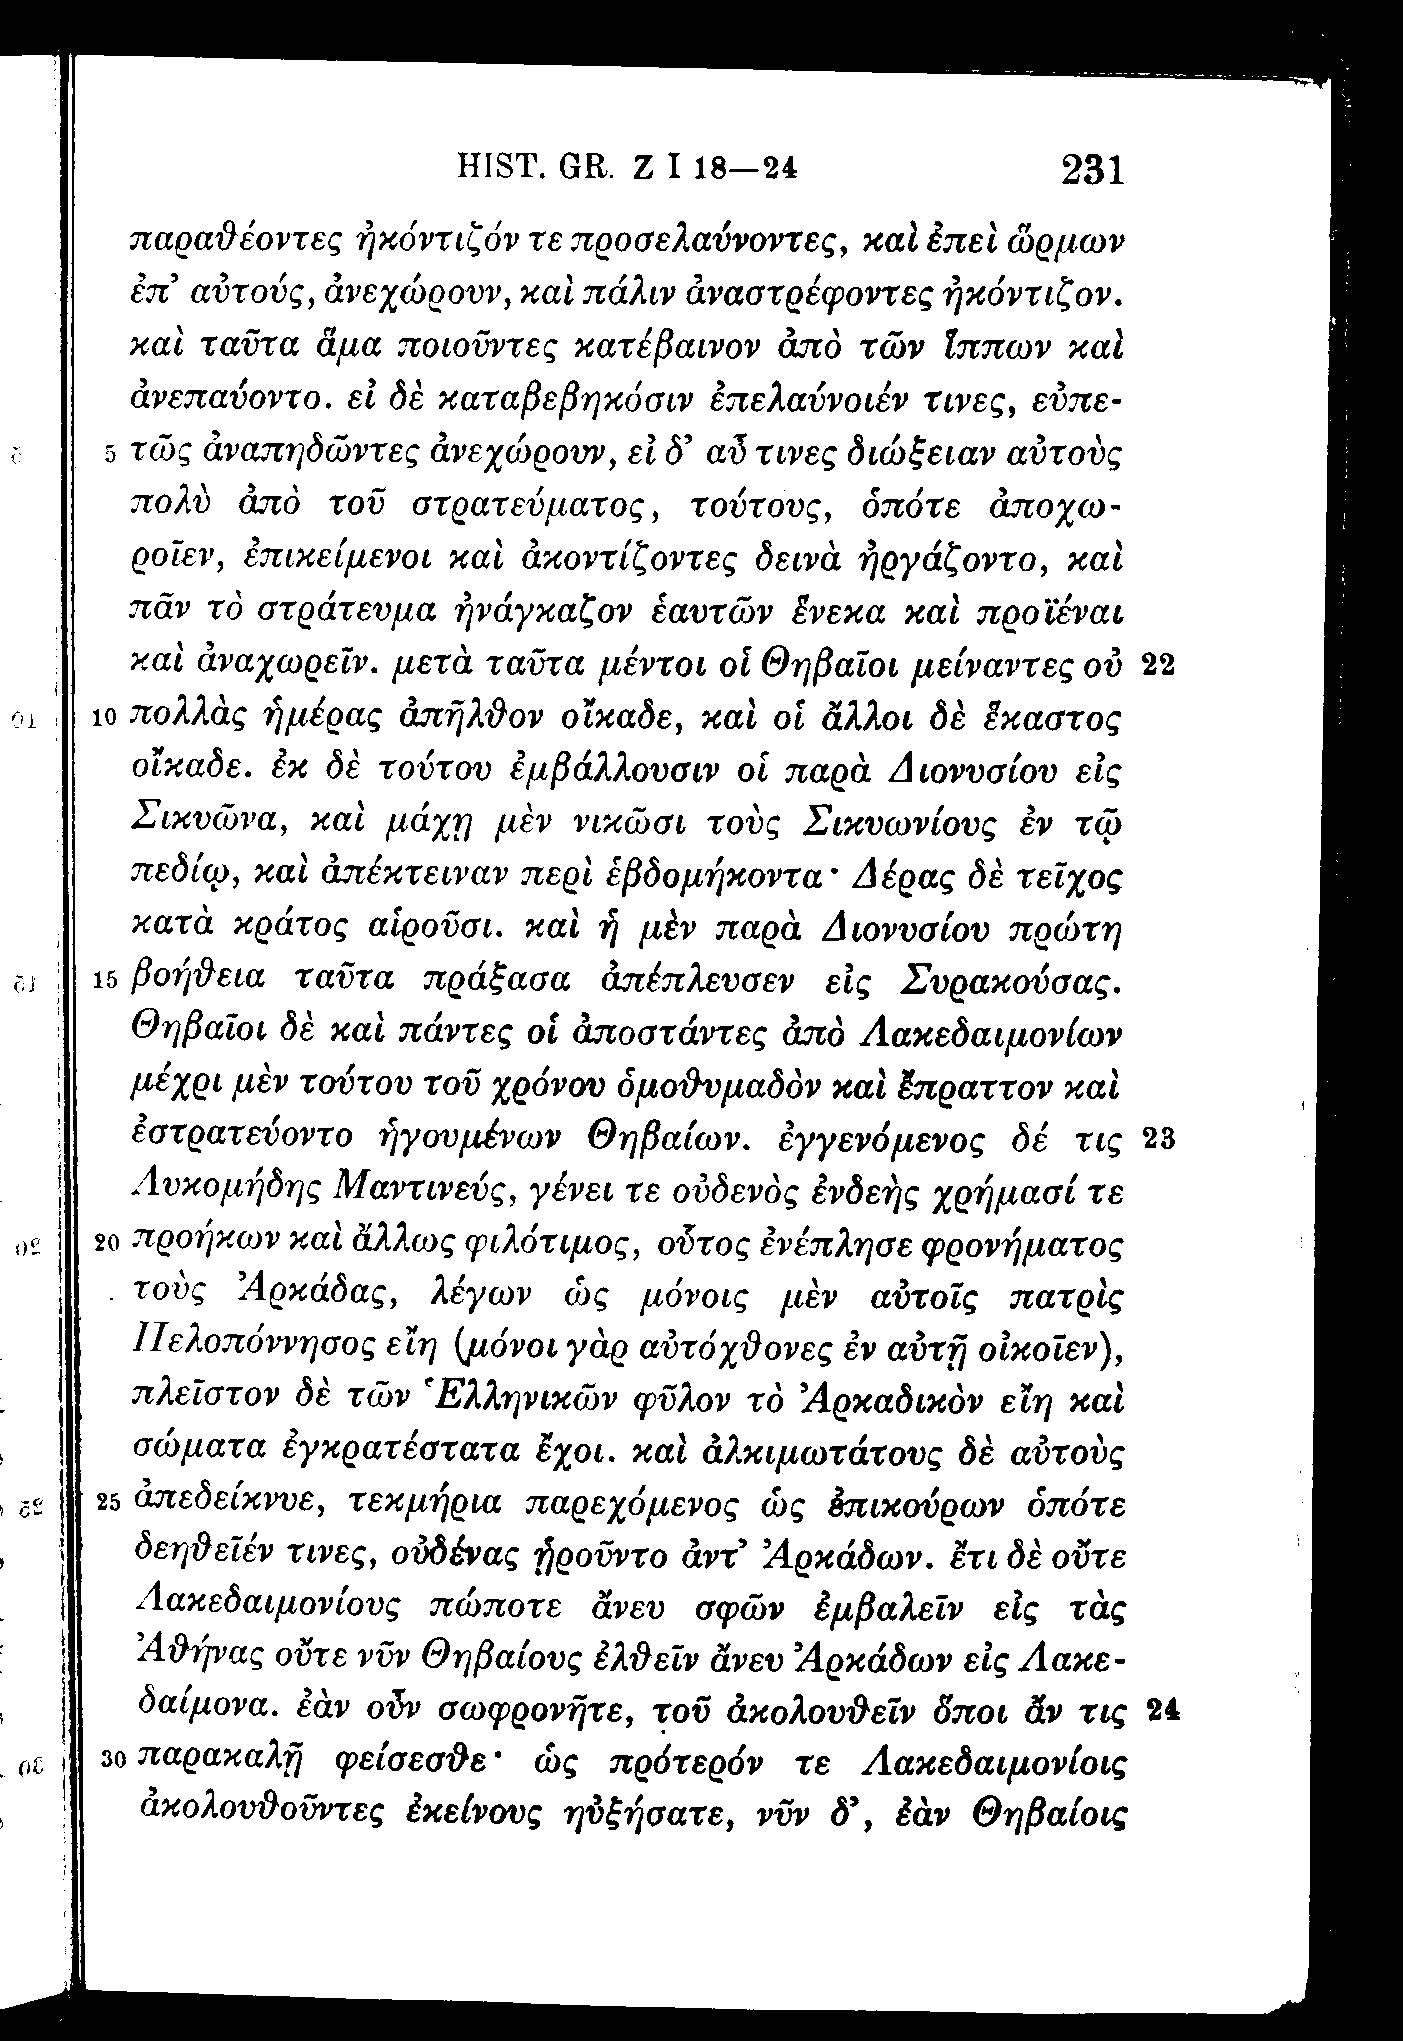 HIST. GR. Z I 18—24 231
παραθέοντες ἠκόντιζόν τε προσελαύνοντες, καὶ ἐπεὶ ὥρμων
ἐπ’ αὐτούς, ἀνεχώρουν, καὶ πάλιν ἀναστρέφοντες ἠκόντιζον.
καὶ ταῦτα ἅμα ποιοῦντες κατέβαινον ἀπὸ τῶν ἵππων καὶ
ἀνεπαύοντο. εἰ δὲ καταβεβηκόσιν ἐπελαύνοιέν τινες, εὐπε-
5 τῶς ἀναπηδῶντες ἀνεχώρουν, εἰ δ’ αὖ τινες διώξειαν αὐτοὺς
πολὺ ἀπὸ τοῦ στρατεύματος, τούτους, ὁπότε ἀποχω-
ροῖεν, ἐπικείμενοι καὶ ἀκοντίζοντες δεινὰ ἠργάζοντο, καὶ
πᾶν τὸ στράτευμα ἠνάγκαζον ἑαυτῶν ἕνεκα καὶ προϊέναι
καὶ ἀναχωρεῖν. μετὰ ταῦτα μέντοι οἱ Θηβαῖοι μείναντες οὐ 22
10 πολλὰς ἡμέρας ἀπῆλθον οἴκαδε, καὶ οἱ ἄλλοι δὲ ἕκαστος
οἴκαδε. ἐκ δὲ τούτου ἐμβάλλουσιν οἱ παρὰ Διονυσίου εἰς
Σικυῶνα, καὶ μάχῃ μὲν νικῶσι τοὺς Σικυωνίους ἐν τῷ
πεδίῳ, καὶ ἀπέκτειναν περὶ ἑβδομήκοντα· Δέρας δὲ τεῖχος
κατὰ κράτος αἱροῦσι. καὶ ἡ μὲν παρὰ Διονυσίου πρώτη
15 βοήθεια ταῦτα πράξασα ἀπέπλευσεν εἰς Συρακούσας.
Θηβαῖοι δὲ καὶ πάντες οἱ ἀποστάντες ἀπὸ Λακεδαιμονίων
μέχρι μὲν τούτου τοῦ χρόνου ὁμοθυμαδὸν καὶ ἔπραττον καὶ
ἐστρατεύοντο ἡγουμένων Θηβαίων. ἐγγενόμενος δέ τις 23
Λυκομήδης Μαντινεύς, γένει τε οὐδενὸς ἐνδεὴς χρήμασί τε
20 προήκων καὶ ἄλλως φιλότιμος, οὗτος ἐνέπλησε φρονήματος
τοὺς Ἀρκάδας, λέγων ὡς μόνοις μὲν αὐτοῖς πατρὶς
Πελοπόννησος εἴη (μόνοι γὰρ αὐτόχθονες ἐν αὐτῇ οἰκοῖεν),
πλεῖστον δὲ τῶν Ἑλληνικῶν φῦλον τὸ Ἀρκαδικὸν εἴη καὶ
σώματα ἐγκρατέστατα ἔχοι. καὶ ἀλκιμωτάτους δὲ αὐτοὺς
25 ἀπεδείκνυε, τεκμήρια παρεχόμενος ὡς ἐπικούρων ὁπότε
δεηθεῖέν τινες, οὐδένας ᾑροῦντο ἀντ’ Ἀρκάδων. ἔτι δὲ οὔτε
Λακεδαιμονίους πώποτε ἄνευ σφῶν ἐμβαλεῖν εἰς τὰς
Ἀθήνας οὔτε νῦν Θηβαίους ἐλθεῖν ἄνευ Ἀρκάδων εἰς Λακε-
δαίμονα. ἐὰν οὖν σωφρονῆτε, τοῦ ἀκολουθεῖν ὅποι ἄν τις 24
30 παρακαλῇ φείσεσθε· ὡς πρότερόν τε Λακεδαιμονίοις
ἀκολουθοῦντες ἐκείνους ηὐξήσατε, νῦν δ’, ἐὰν Θηβαίοις